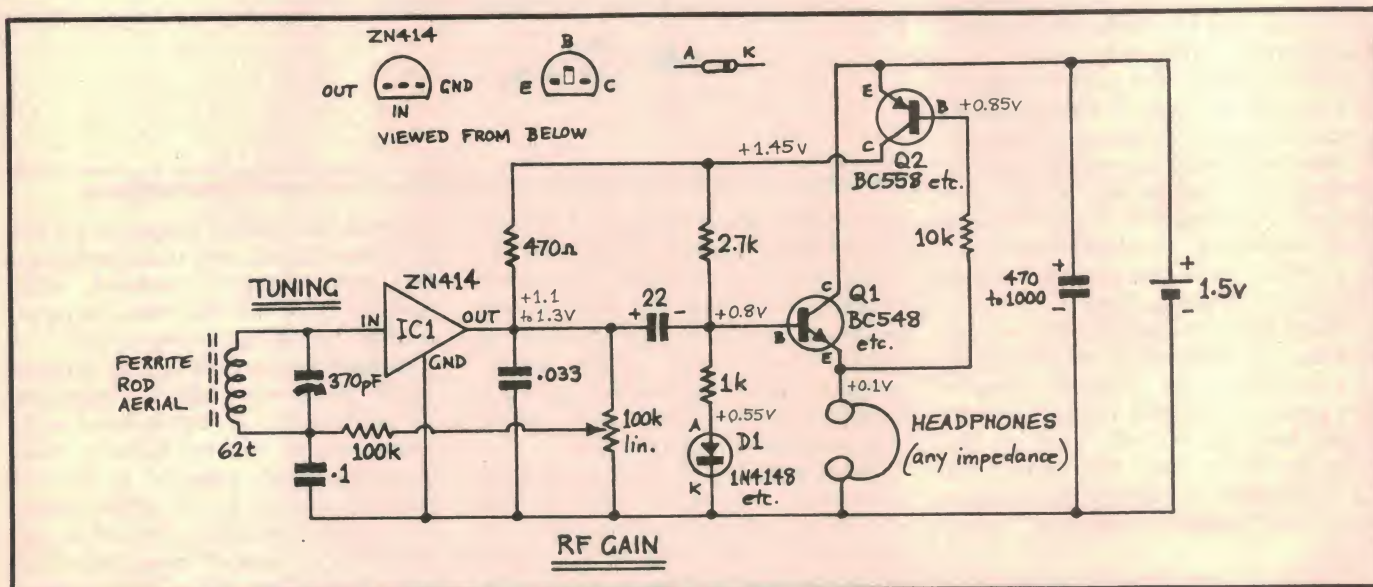 ZN414
OUT
GND
IN
VIEWED FROM BELOW
B
E
C
A
K
E
B
+0.85V
C
Q2
BC558 etc.
+1.45V
470Ω
2.7k
10k
470
to 1000
+
-
+
-
1.5V
TUNING
ZN414
IN
IC1
OUT
GND
+1.1
to 1.3V
+
22
-
+0.8V
C
Q1
BC548
etc.
B
E
+0.1V
FERRITE
ROD
AERIAL
370pF
.033
100k
lin.
1k
+0.55V
A
D1
1N4148
etc.
K
HEADPHONES
(any impedance)
62t
.1
100k
RF GAIN